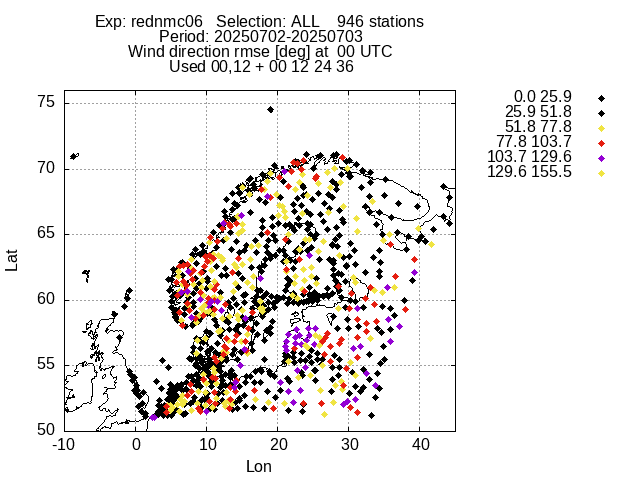 Exp: rednmc06   Selection: ALL    946 stations
Period: 20250702-20250703
Wind direction rmse [deg] at  00 UTC
Used 00,12 + 00 12 24 36
0.0 25.9
25.9 51.8
51.8 77.8
77.8 103.7
103.7 129.6
129.6 155.5
75
70
65
60
55
50
Lat
-10 0 10 20 30 40
Lon